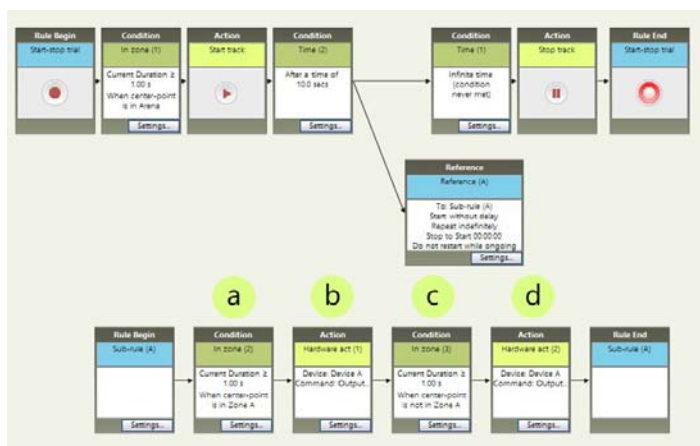 Rule Begin
Start-stop trial
Condition
In zone (1)
Current Duration ≥
1.00 s
When center-point
is in Arena
Settings...
Action
Start track
Condition
Time (2)
After a time of
10.0 secs
Settings...
Condition
Time (1)
Infinite time
(condition
never met)
Settings...
Action
Stop track
Rule End
Start-stop trial
Reference
Reference (A)
To: Sub-rule (A)
Start without delay
Repeat indefinitely
Stop to Start 00:00:00
Do not restart while ongoing
Settings...
a
b
c
d
Rule Begin
Sub-rule (A)
Settings...
Condition
In zone (2)
Current Duration ≥
1.00 s
When center-point
is in Zone A
Settings...
Action
Hardware act (1)
Device: Device A
Command: Output...
Settings...
Condition
In zone (3)
Current Duration ≥
1.00 s
When center-point
is not in Zone A
Settings...
Action
Hardware act (2)
Device: Device A
Command: Output...
Settings...
Rule End
Sub-rule (A)
Settings...